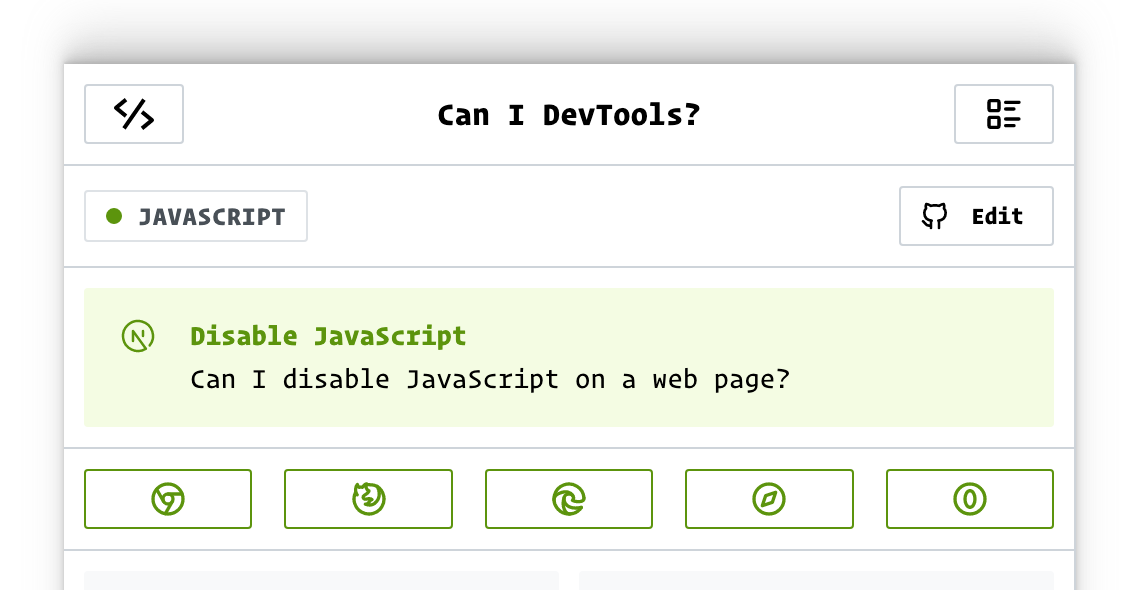 Can I DevTools?
JAVASCRIPT
Edit
Disable JavaScript
Can I disable JavaScript on a web page?